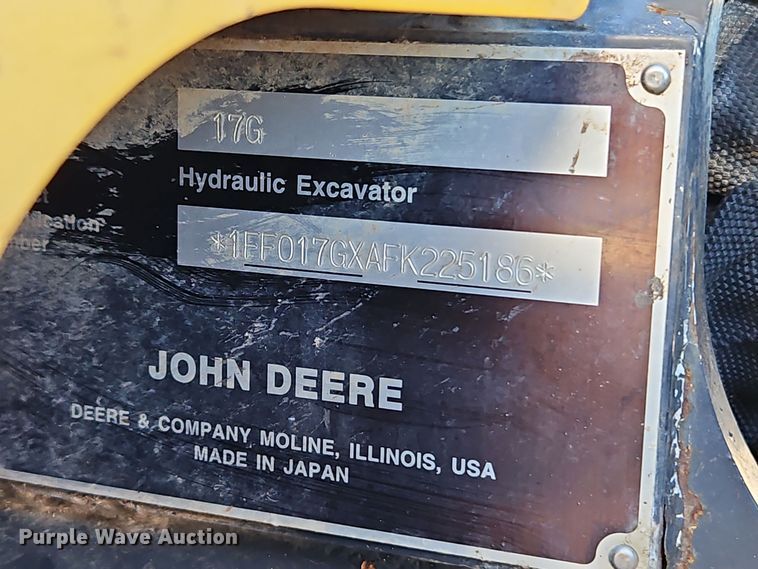 17G
Hydraulic Excavator
*1FF017GXAFK225186*
JOHN DEERE
DEERE & COMPANY MOLINE, ILLINOIS, USA
MADE IN JAPAN
Purple Wave Auction